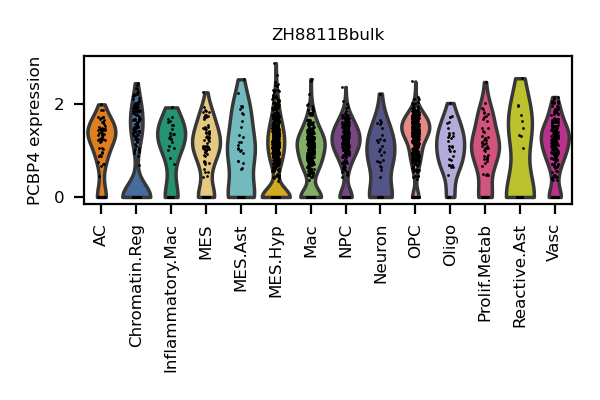 ZH8811Bbulk
PCBP4 expression
2
0
AC
Chromatin.Reg
Inflammatory.Mac
MES
MES.Ast
MES.Hyp
Mac
NPC
Neuron
OPC
Oligo
Prolif.Metab
Reactive.Ast
Vasc